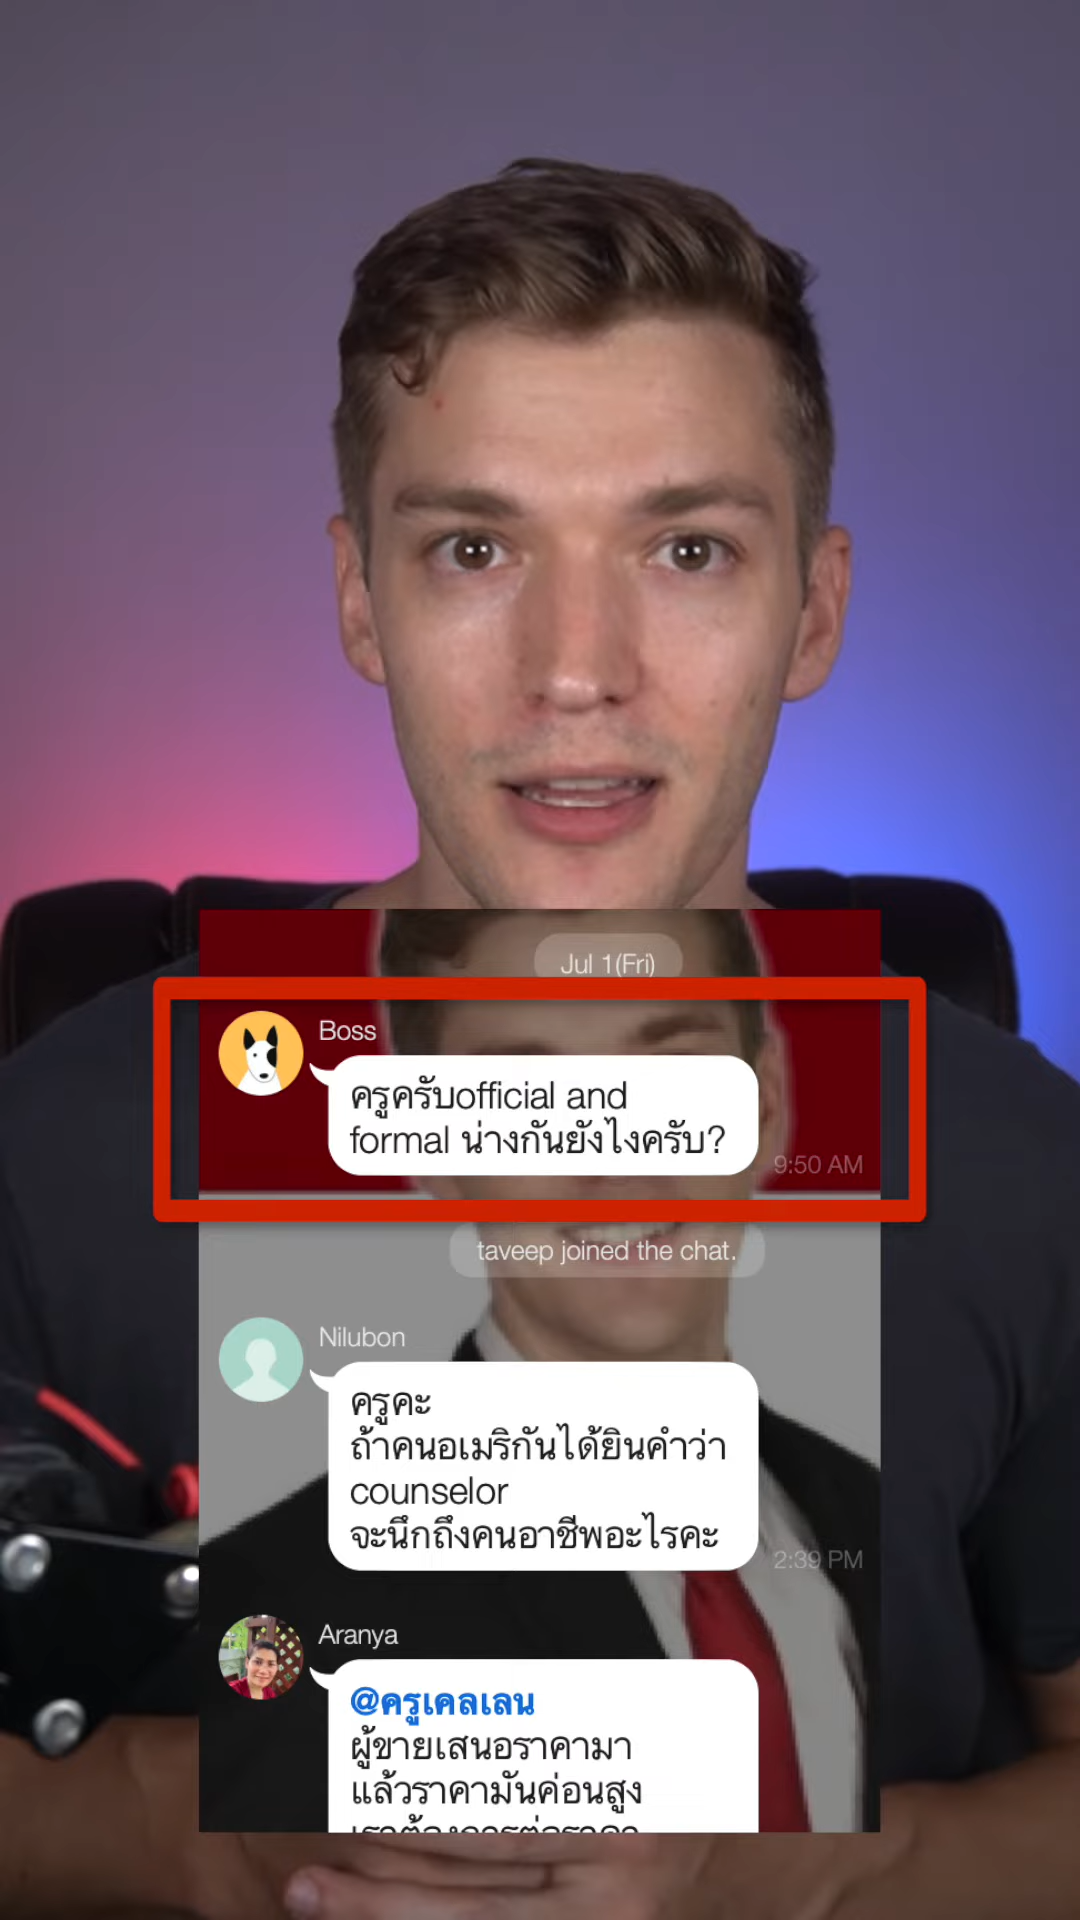 Jul 1(Fri)
Boss
ครูครับofficial and
formal น่างกันยังไงครับ?
9:50 AM
taveep joined the chat.
Nilubon
ครูคะ
ถ้าคนอเมริกันได้ยินคำว่า
counselor
จะนึกถึงคนอาชีพอะไรคะ
2:39 PM
Aranya
@ครูเคลเลน
ผู้ขายเสนอราคามา
แล้วราคามันค่อนสูง